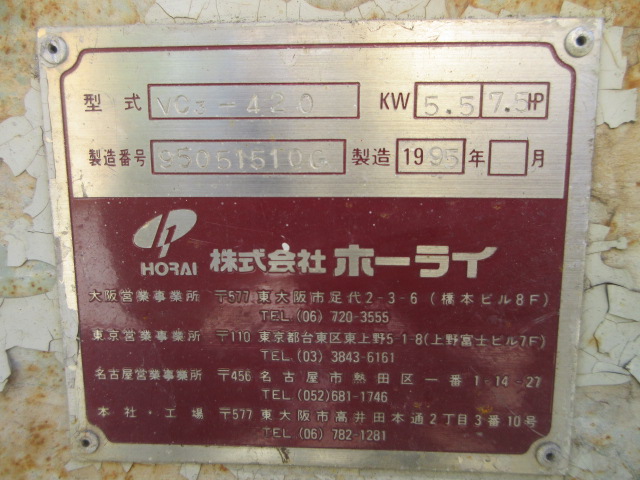 型式 VC3-420 KW 5.5 7.5 HP
製造番号 95051510G 製造 1995年 月
HORAI 株式会社 ホーライ
大阪営業事業所 〒577 東大阪市足代2-3-6 (橋本ビル8F)
TEL (06) 720-3555
東京営業事業所 〒110 東京都台東区東上野5 1-8 (上野富士ビル7F)
TEL. (03) 3843-6161
名古屋営業事業所 〒456 名古屋市熱田区一番1-14-27
TEL (052) 681-1746
本社・工場 〒577 東大阪市高井田本通2丁目3番10号
TEL. (06) 782-1281